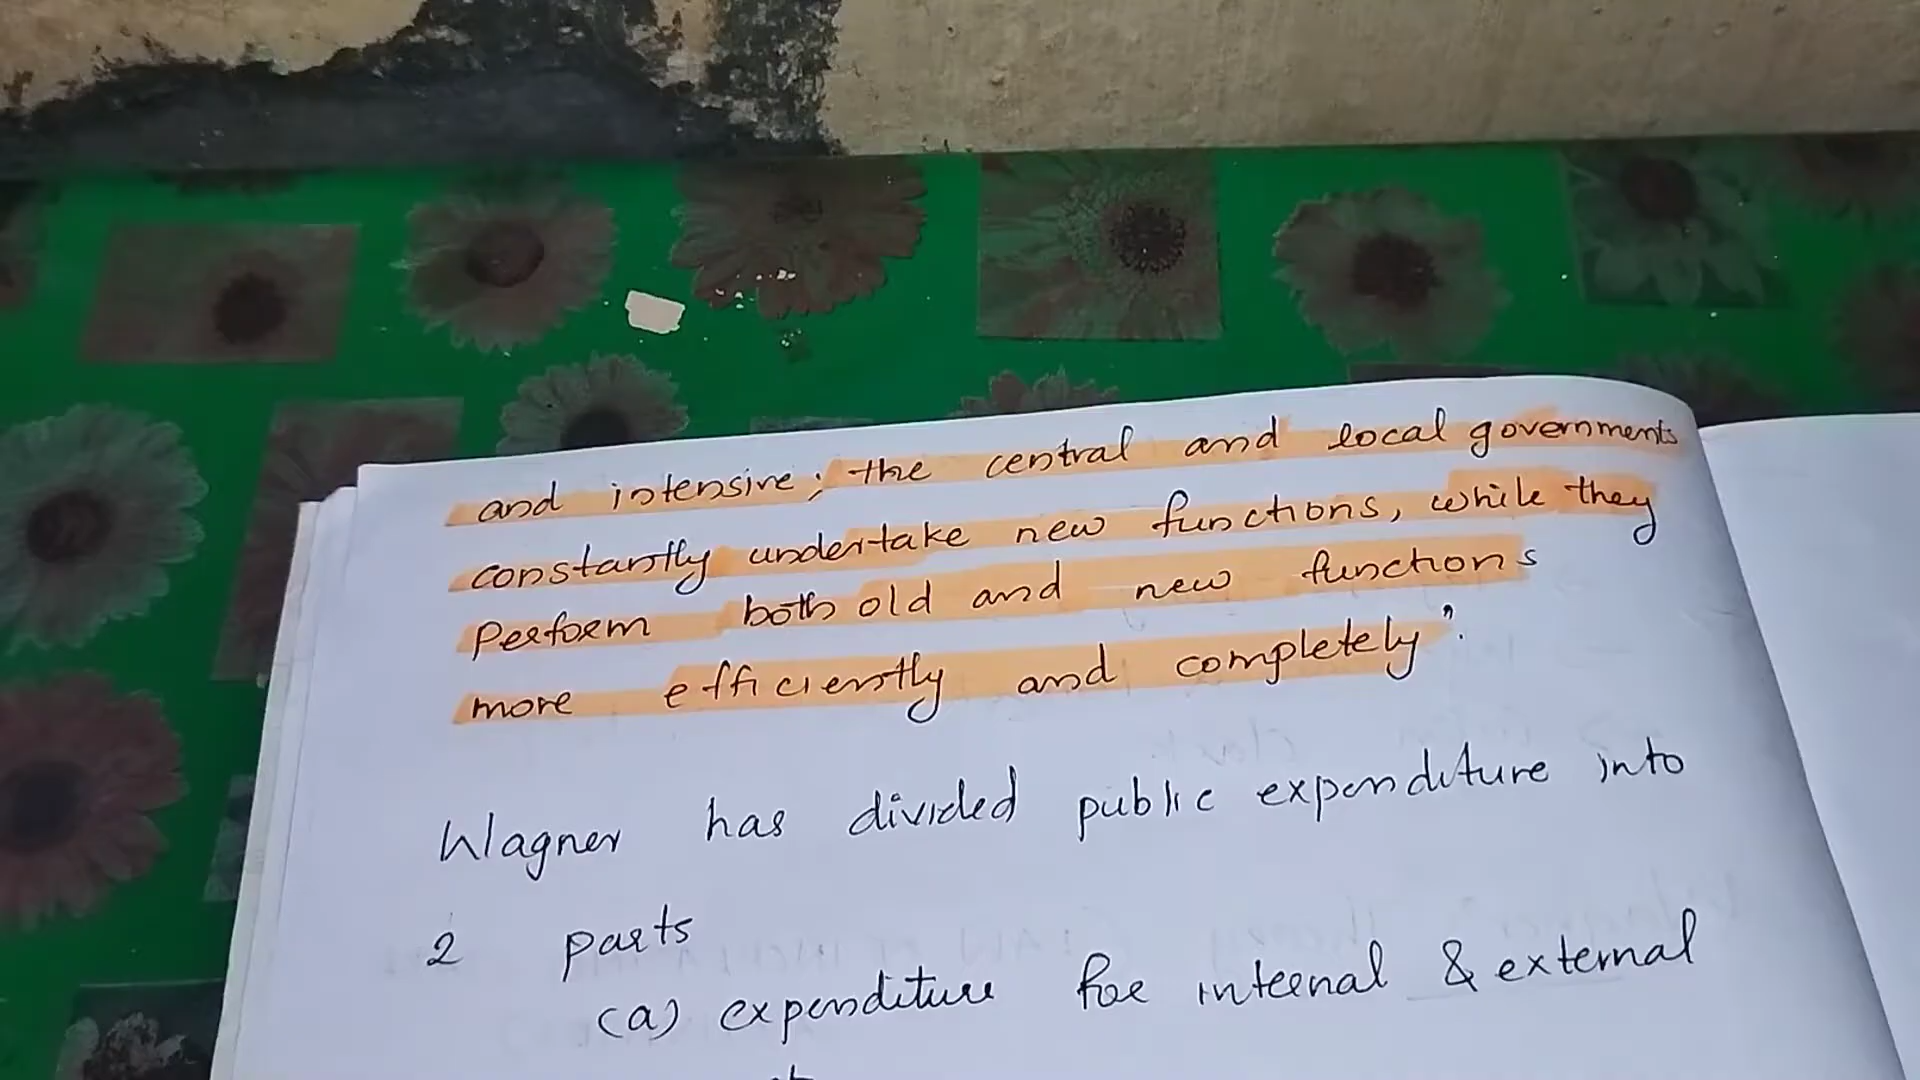 and intensive; the central and local governments
constantly undertake new functions, while they
perform both old and new functions
more efficiently and completely".
Wagner has divided public expenditure into
2 parts
(a) expenditure for internal & external